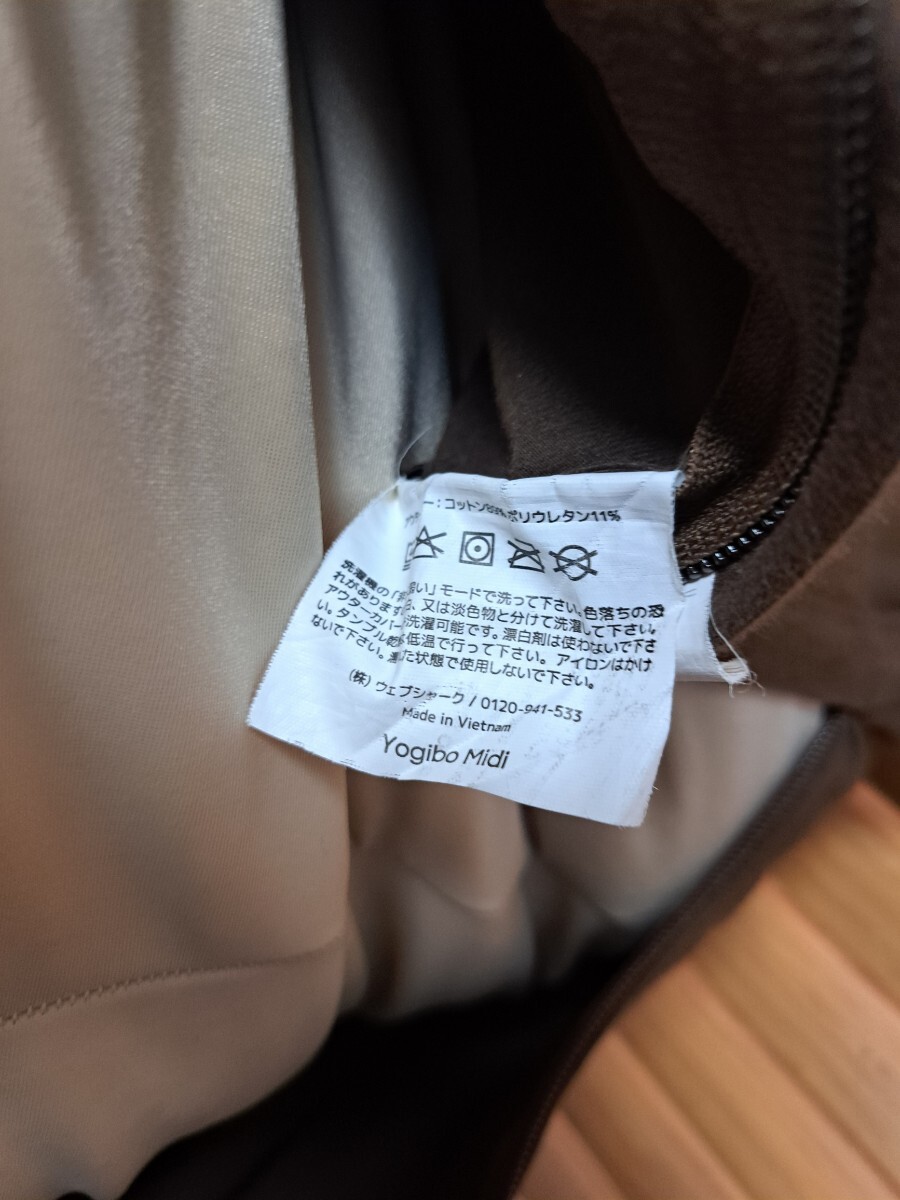 ー：コットン89%ポリウレタン11%
洗濯機の「弱い」モードで洗って下さい。色落ちの恐
れがあります 白、又は淡色物と分けて洗濯して下さい。
アウターカバー 洗濯可能です。漂白剤は使わないで下さ
い。タンブル乾 低温で行って下さい。アイロンはかけ
ないで下さい。 た状態で使用しないで下さい。
(株) ウェブシャーク / 0120-941-533
Made in Vietnam
Yogibo Midi